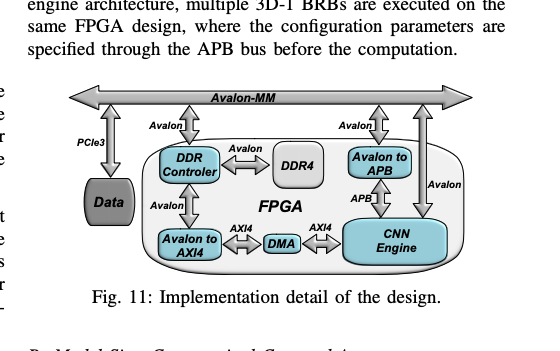 engine architecture, multiple 3D-1 BRBs are executed on the
same FPGA design, where the configuration parameters are
specified through the APB bus before the computation.
Avalon-MM
PCIe3
Avalon
Avalon
Avalon
DDR
Controler
DDR4
Avalon to
APB
Data
Avalon
FPGA
APB
Avalon
Avalon to
AXI4
AXI4
DMA
AXI4
CNN
Engine
Fig. 11: Implementation detail of the design.